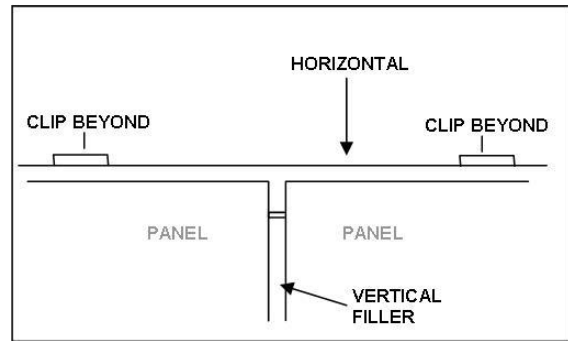 HORIZONTAL
CLIP BEYOND
CLIP BEYOND
PANEL
PANEL
VERTICAL
FILLER